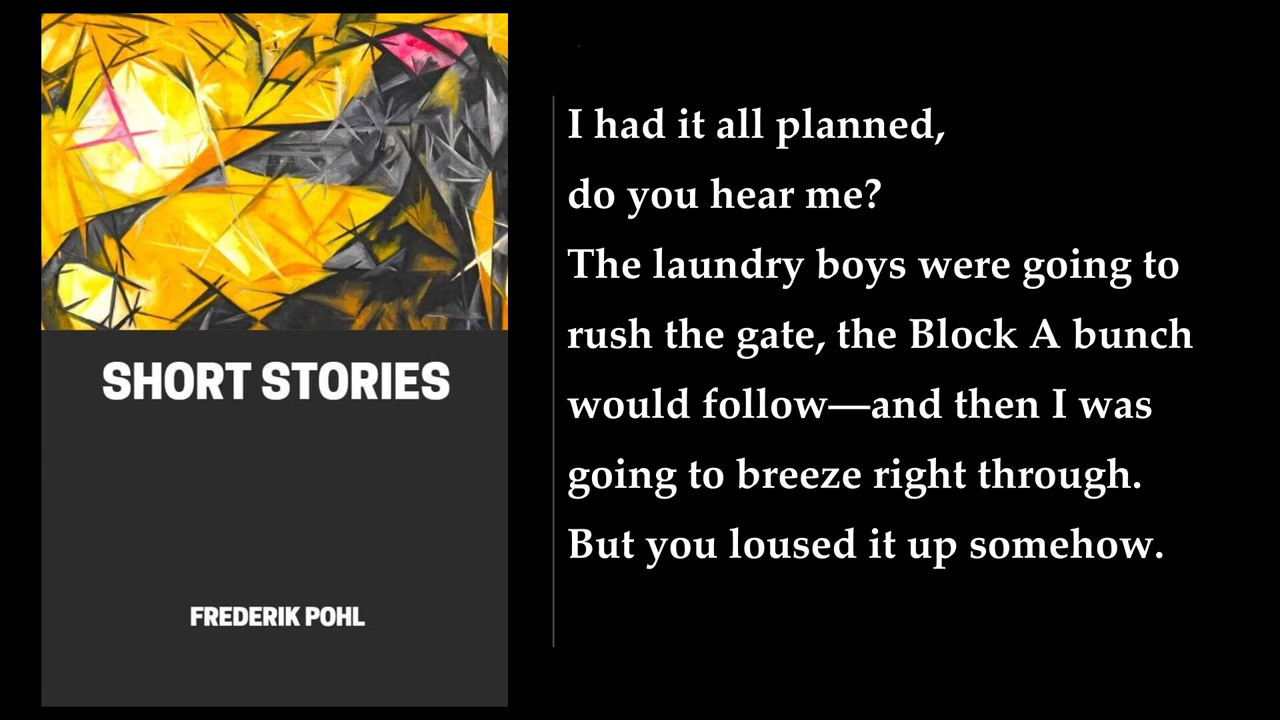 SHORT STORIES
FREDERIK POHL
I had it all planned,
do you hear me?
The laundry boys were going to
rush the gate, the Block A bunch
would follow—and then I was
going to breeze right through.
But you loused it up somehow.